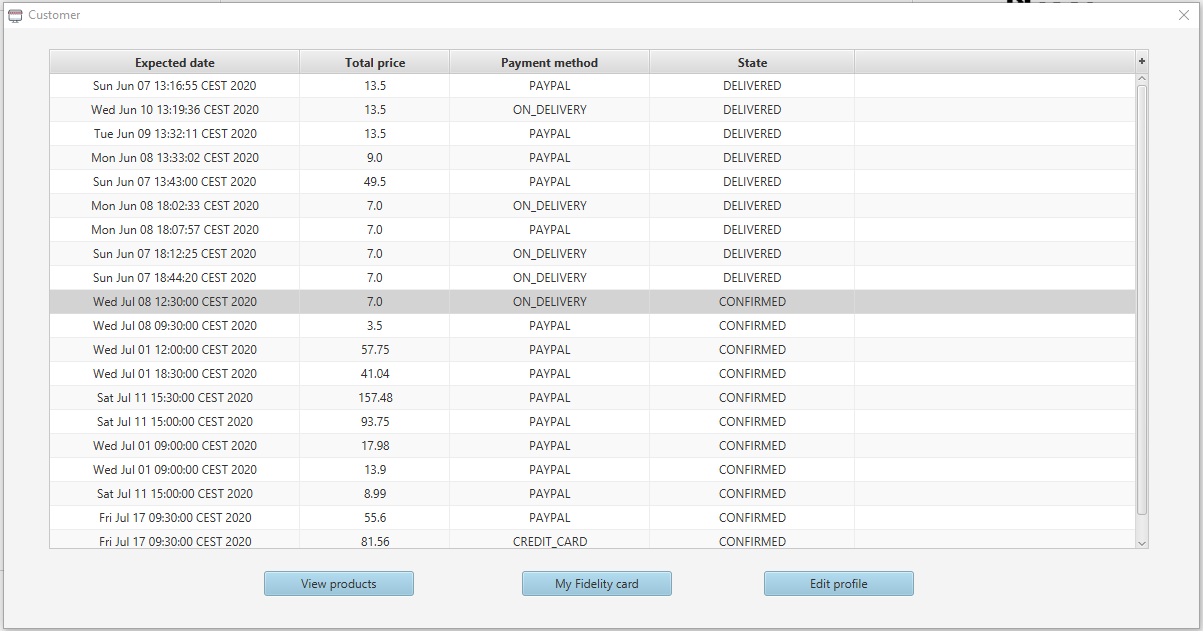 Customer
Expected date Total price Payment method State +
Sun Jun 07 13:16:55 CEST 2020 13.5 PAYPAL DELIVERED
Wed Jun 10 13:19:36 CEST 2020 13.5 ON_DELIVERY DELIVERED
Tue Jun 09 13:32:11 CEST 2020 13.5 PAYPAL DELIVERED
Mon Jun 08 13:33:02 CEST 2020 9.0 PAYPAL DELIVERED
Sun Jun 07 13:43:00 CEST 2020 49.5 PAYPAL DELIVERED
Mon Jun 08 18:02:33 CEST 2020 7.0 ON_DELIVERY DELIVERED
Mon Jun 08 18:07:57 CEST 2020 7.0 PAYPAL DELIVERED
Sun Jun 07 18:12:25 CEST 2020 7.0 ON_DELIVERY DELIVERED
Sun Jun 07 18:44:20 CEST 2020 7.0 ON_DELIVERY DELIVERED
Wed Jul 08 12:30:00 CEST 2020 7.0 ON_DELIVERY CONFIRMED
Wed Jul 08 09:30:00 CEST 2020 3.5 PAYPAL CONFIRMED
Wed Jul 01 12:00:00 CEST 2020 57.75 PAYPAL CONFIRMED
Wed Jul 01 18:30:00 CEST 2020 41.04 PAYPAL CONFIRMED
Sat Jul 11 15:30:00 CEST 2020 157.48 PAYPAL CONFIRMED
Sat Jul 11 15:00:00 CEST 2020 93.75 PAYPAL CONFIRMED
Wed Jul 01 09:00:00 CEST 2020 17.98 PAYPAL CONFIRMED
Wed Jul 01 09:00:00 CEST 2020 13.9 PAYPAL CONFIRMED
Sat Jul 11 15:00:00 CEST 2020 8.99 PAYPAL CONFIRMED
Fri Jul 17 09:30:00 CEST 2020 55.6 PAYPAL CONFIRMED
Fri Jul 17 09:30:00 CEST 2020 81.56 CREDIT_CARD CONFIRMED
View products My Fidelity card Edit profile